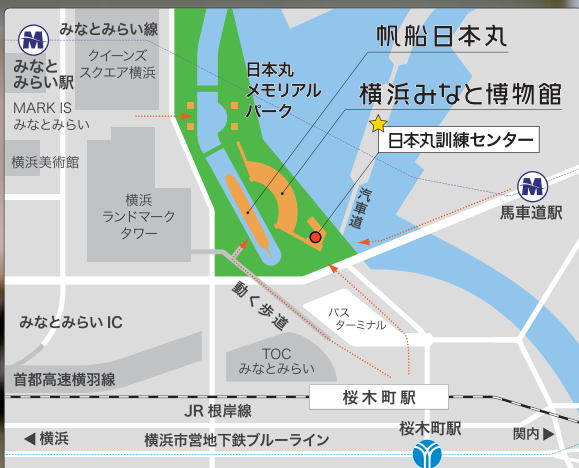 みなとみらい線
M
みなと
みらい駅
クイーンズ
スクエア横浜
MARK IS
みなとみらい
横浜美術館
日本丸
メモリアル
パーク
帆船日本丸
横浜みなと博物館
日本丸訓練センター
M
馬車道駅
汽車道
横浜
ランドマーク
タワー
動く歩道
みなとみらいIC
バス
ターミナル
TOC
みなとみらい
首都高速横羽線
桜木町駅
JR 根岸線
◀横浜
横浜市営地下鉄ブルーライン
桜木町駅
関内▶